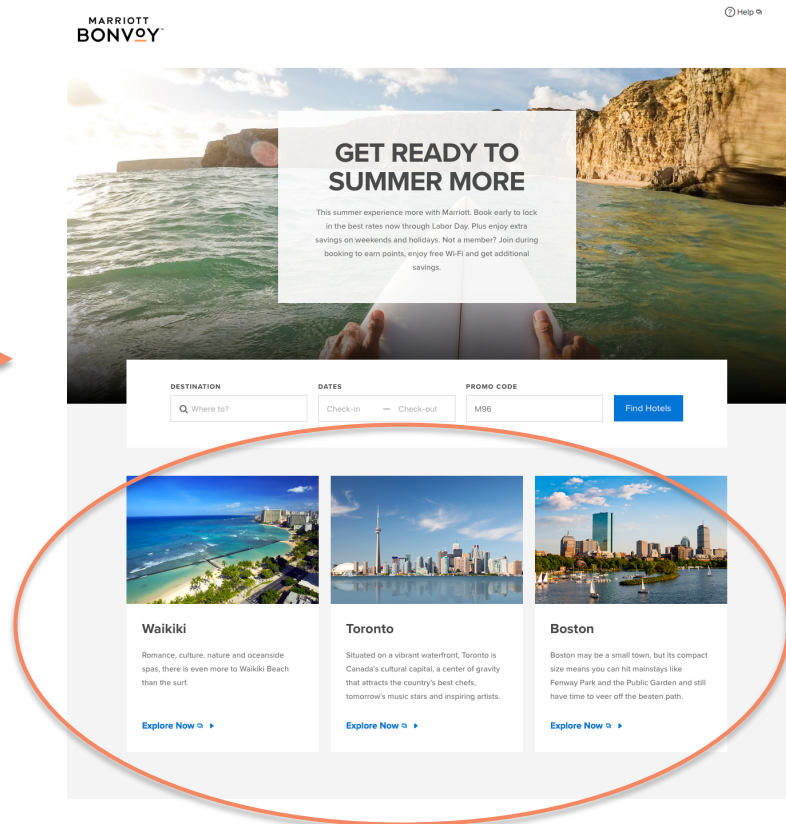 Help
MARRIOTT
BONVOY
GET READY TO
SUMMER MORE
This summer experience more with Marriott. Book early to lock
in the best rates now through Labor Day. Plus enjoy extra
savings on weekends and holidays. Not a member? Join during
booking to earn points, enjoy free Wi-Fi and get additional
savings.
DESTINATION
DATES
PROMO CODE
Where to?
Check-in — Check-out
M96
Find Hotels
Waikiki
Romance, culture, nature and oceanside
spas, there is even more to Waikiki Beach
than the surf.
Explore Now
Toronto
Situated on a vibrant waterfront, Toronto is
Canada's cultural capital, a center of gravity
that attracts the country's best chefs,
tomorrow's music stars and inspiring artists.
Explore Now
Boston
Boston may be a small town, but its compact
size means you can hit mainstays like
Fenway Park and the Public Garden and still
have time to veer off the beaten path.
Explore Now